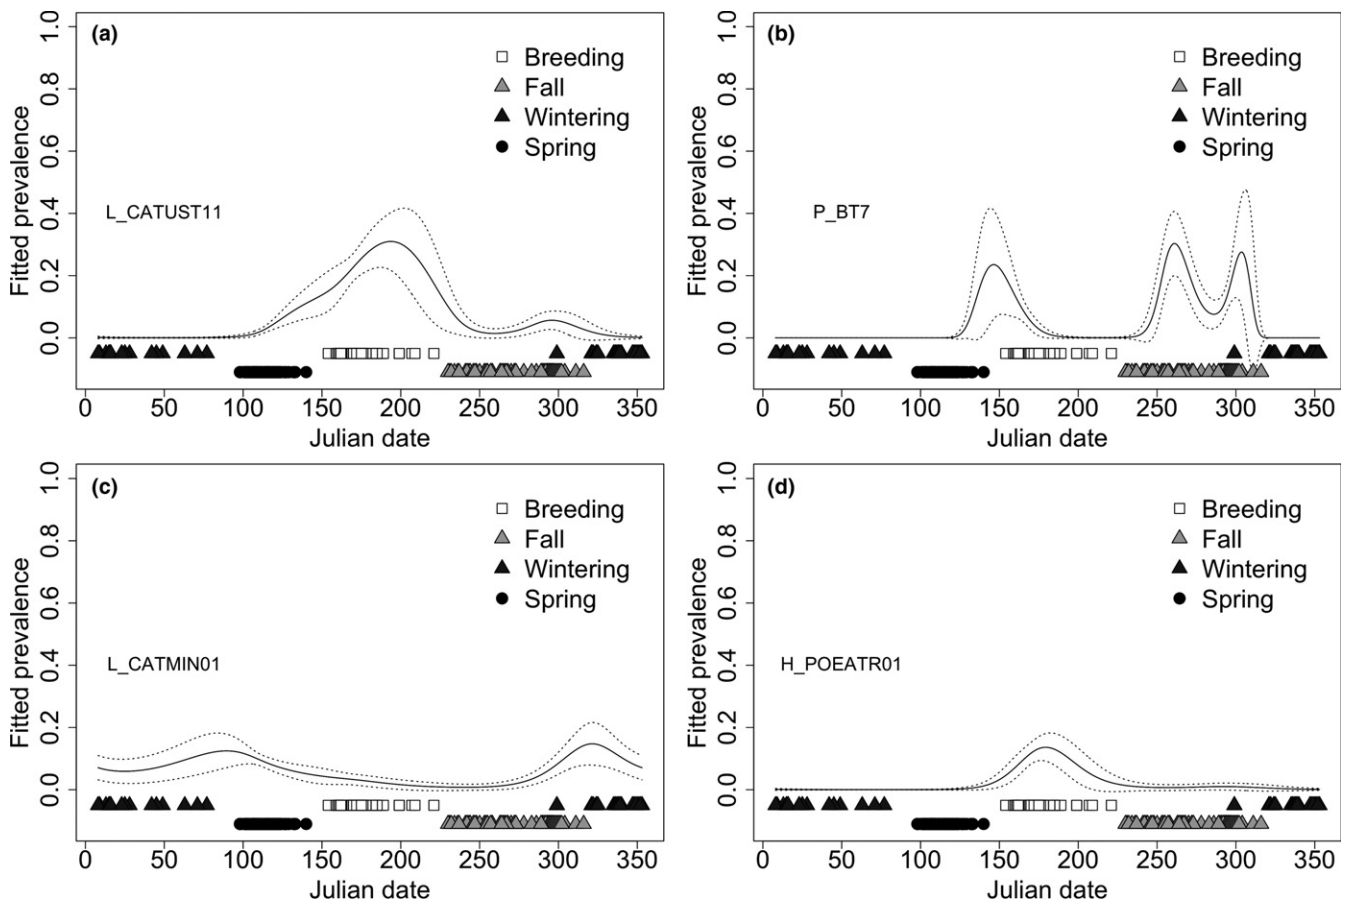 (a)
Breeding
Fall
Wintering
Spring
L_CATUST11
Fitted prevalence
0.0 0.2 0.4 0.6 0.8 1.0
0 50 100 150 200 250 300 350
Julian date
(b)
Breeding
Fall
Wintering
Spring
P_BT7
Fitted prevalence
0.0 0.2 0.4 0.6 0.8 1.0
0 50 100 150 200 250 300 350
Julian date
(c)
Breeding
Fall
Wintering
Spring
L_CATMIN01
Fitted prevalence
0.0 0.2 0.4 0.6 0.8 1.0
0 50 100 150 200 250 300 350
Julian date
(d)
Breeding
Fall
Wintering
Spring
H_POEATR01
Fitted prevalence
0.0 0.2 0.4 0.6 0.8 1.0
0 50 100 150 200 250 300 350
Julian date